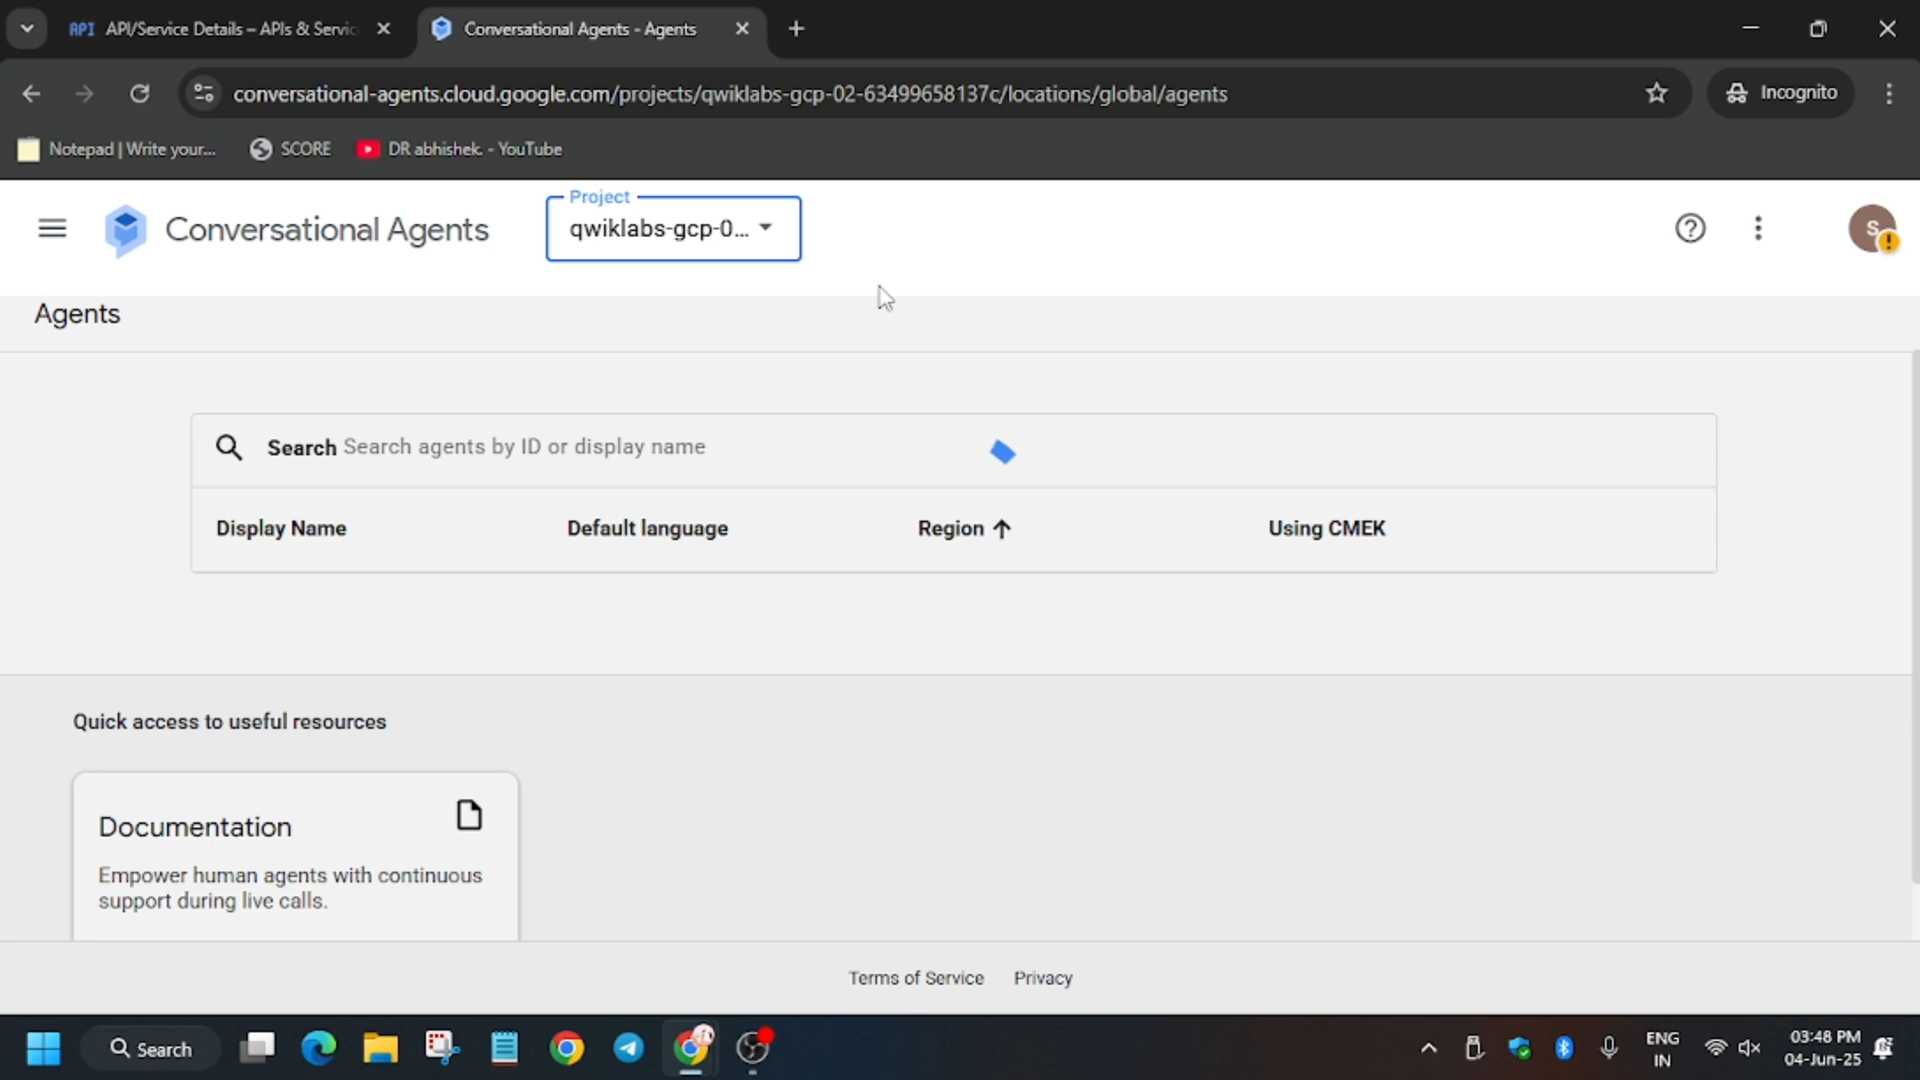 API API/Service Details – APIs & Servic
Conversational Agents - Agents
conversational-agents.cloud.google.com/projects/qwiklabs-gcp-02-63499658137c/locations/global/agents
Incognito
Notepad | Write your...
SCORE
DR abhishek. - YouTube
Conversational Agents
Project
qwiklabs-gcp-0...
S
Agents
Search Search agents by ID or display name
Display Name
Default language
Region
Using CMEK
Quick access to useful resources
Documentation
Empower human agents with continuous
support during live calls.
Terms of Service
Privacy
Search
ENG
IN
03:48 PM
04-Jun-25